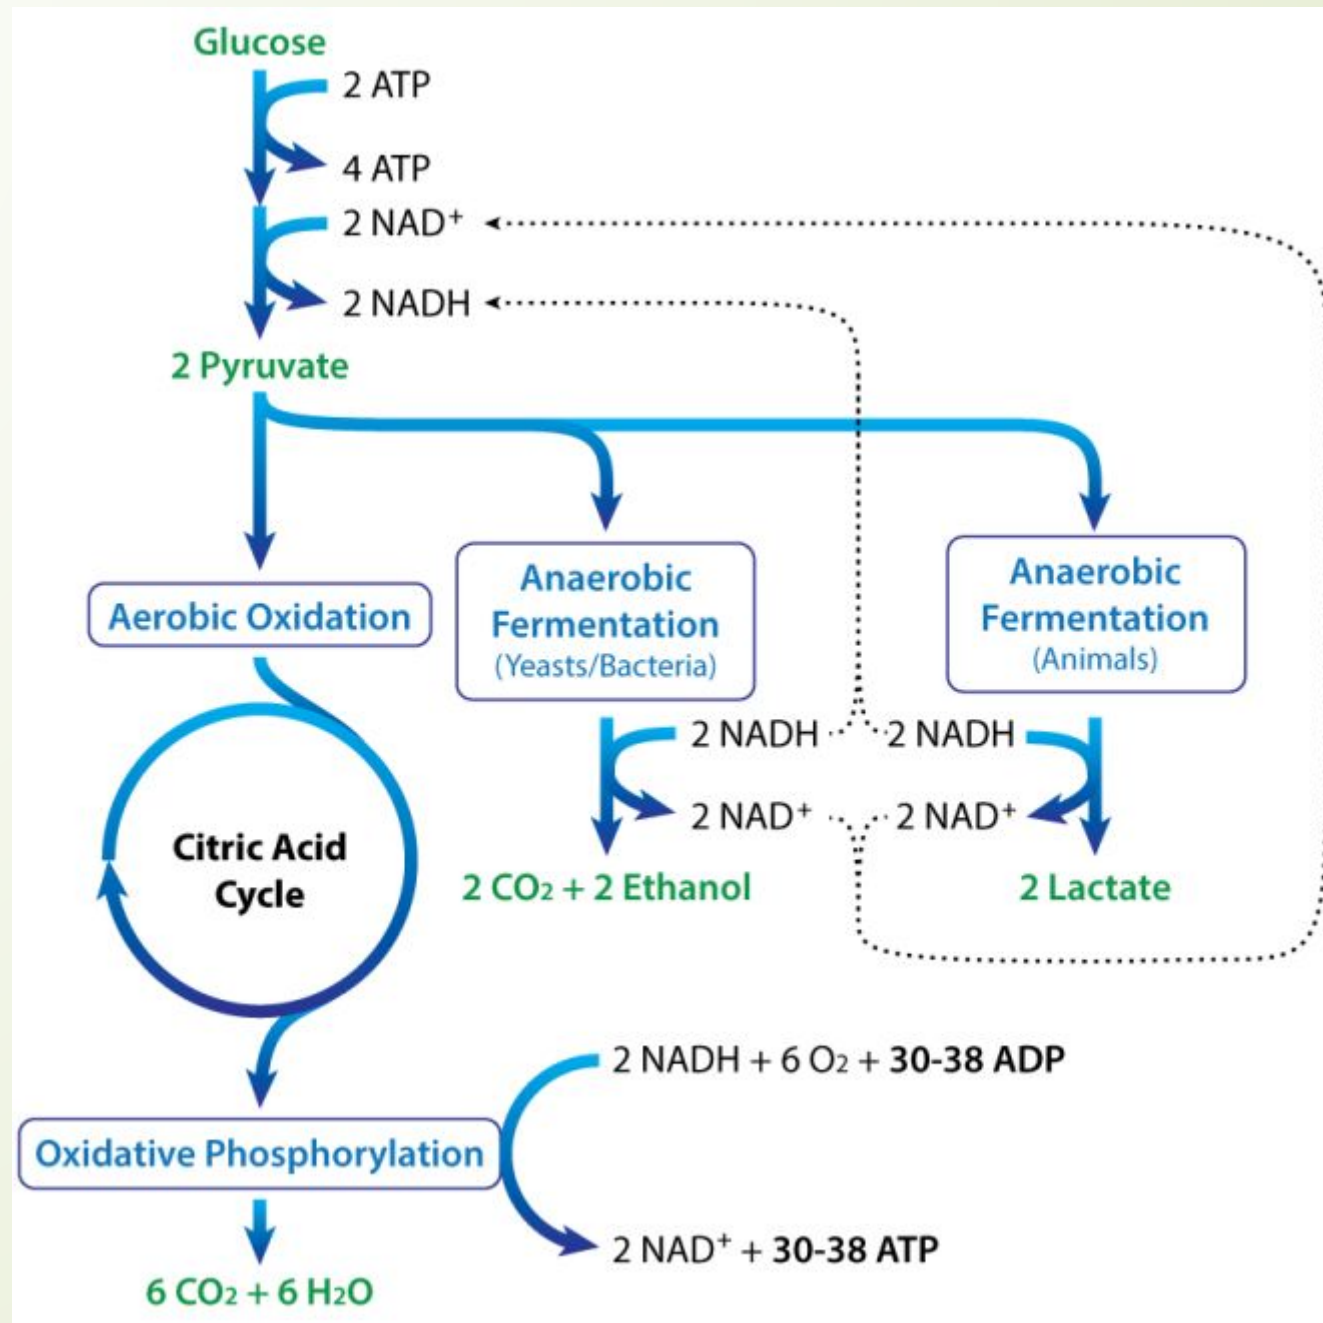 Glucose
2 ATP
4 ATP
2 NAD⁺
2 NADH
2 Pyruvate
Aerobic Oxidation
Anaerobic
Fermentation
(Yeasts/Bacteria)
Anaerobic
Fermentation
(Animals)
2 NADH
2 NADH
2 NAD⁺
2 NAD⁺
Citric Acid
Cycle
2 CO₂ + 2 Ethanol
2 Lactate
2 NADH + 6 O₂ + 30-38 ADP
Oxidative Phosphorylation
2 NAD⁺ + 30-38 ATP
6 CO₂ + 6 H₂O